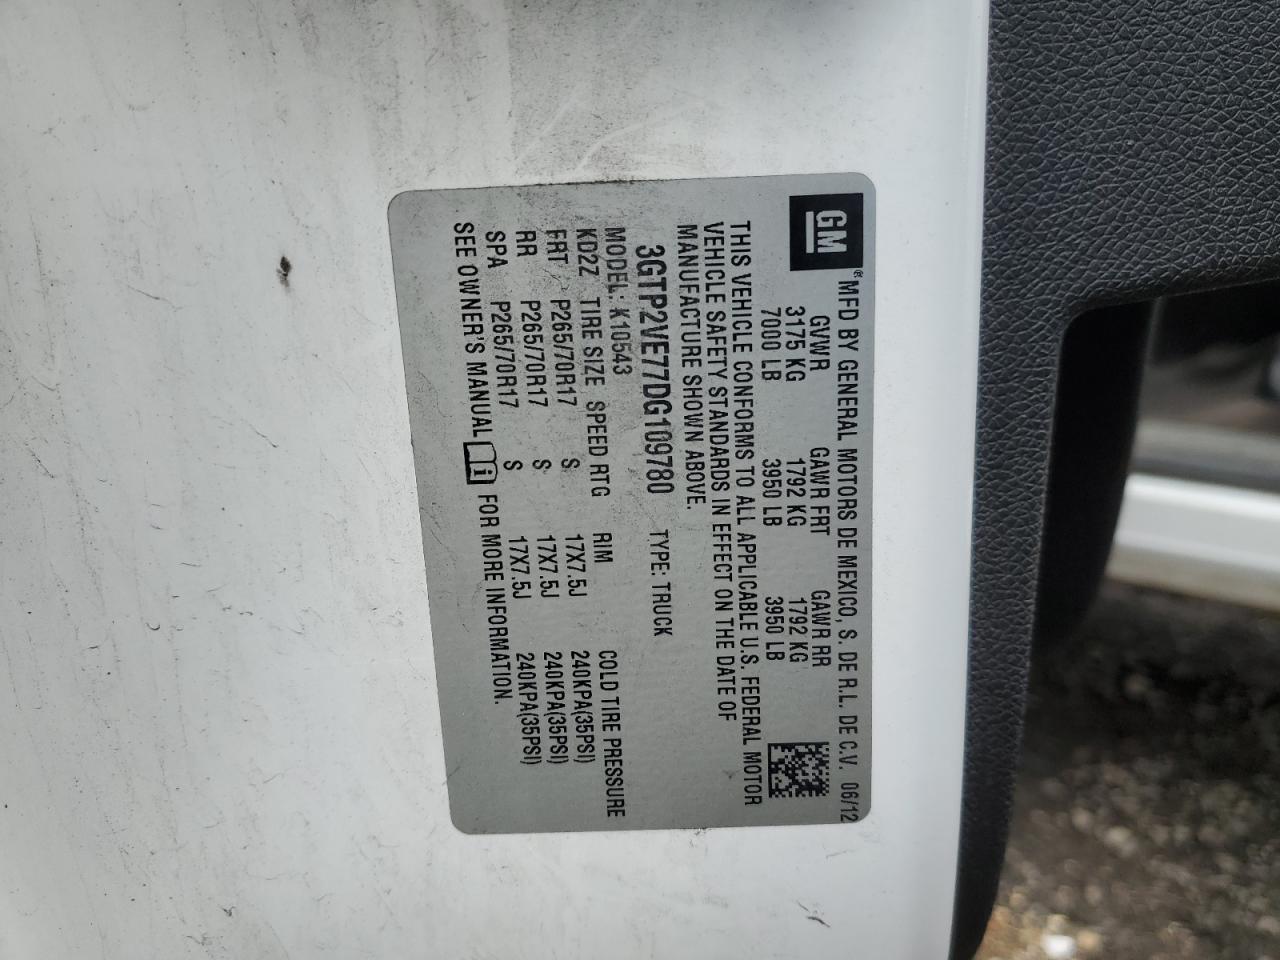 GM ® MFD BY GENERAL MOTORS DE MEXICO, S. DE R.L. DE C.V. 06/12
GVWR GAWR FRT GAWR RR
3175 KG 1792 KG 1792 KG
7000 LB 3950 LB 3950 LB
THIS VEHICLE CONFORMS TO ALL APPLICABLE U.S. FEDERAL MOTOR
VEHICLE SAFETY STANDARDS IN EFFECT ON THE DATE OF
MANUFACTURE SHOWN ABOVE.
3GTP2VE77DG109780 TYPE: TRUCK
MODEL: K10543
KD2Z TIRE SIZE SPEED RTG RIM COLD TIRE PRESSURE
FRT P265/70R17 S 17X7.5J 240KPA(35PSI)
RR P265/70R17 S 17X7.5J 240KPA(35PSI)
SPA P265/70R17 S 17X7.5J 240KPA(35PSI)
SEE OWNER'S MANUAL i FOR MORE INFORMATION.